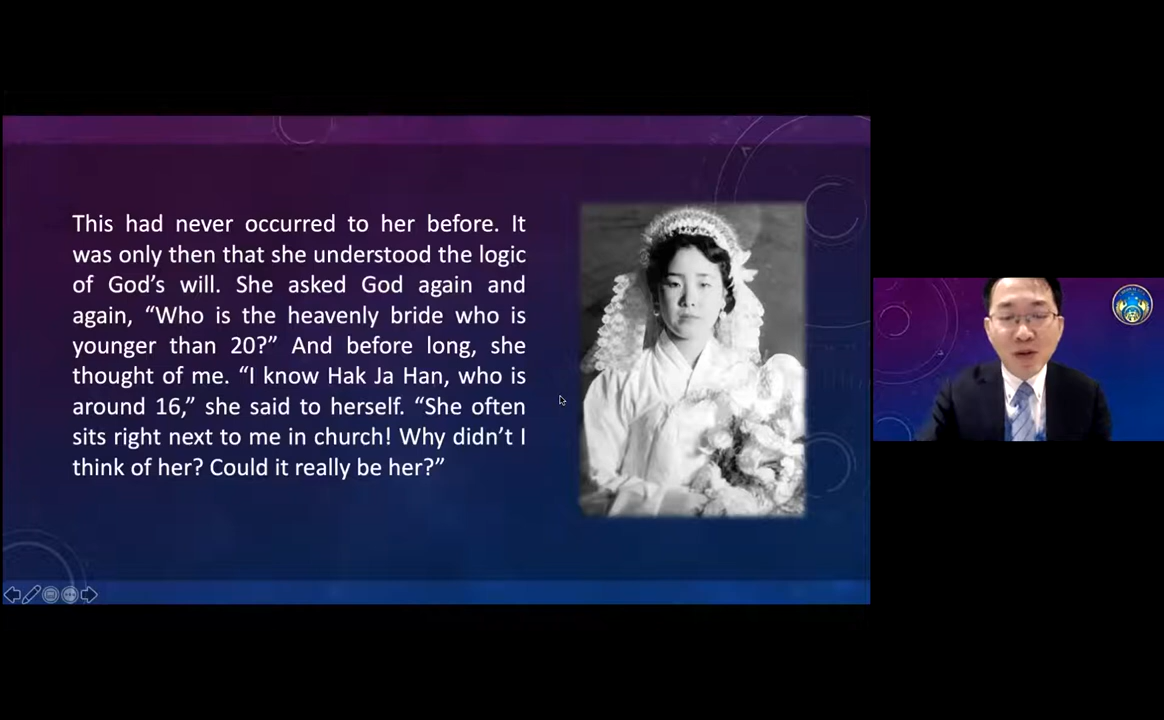 This had never occurred to her before. It
was only then that she understood the logic
of God’s will. She asked God again and
again, “Who is the heavenly bride who is
younger than 20?” And before long, she
thought of me. “I know Hak Ja Han, who is
around 16,” she said to herself. “She often
sits right next to me in church! Why didn’t I
think of her? Could it really be her?”